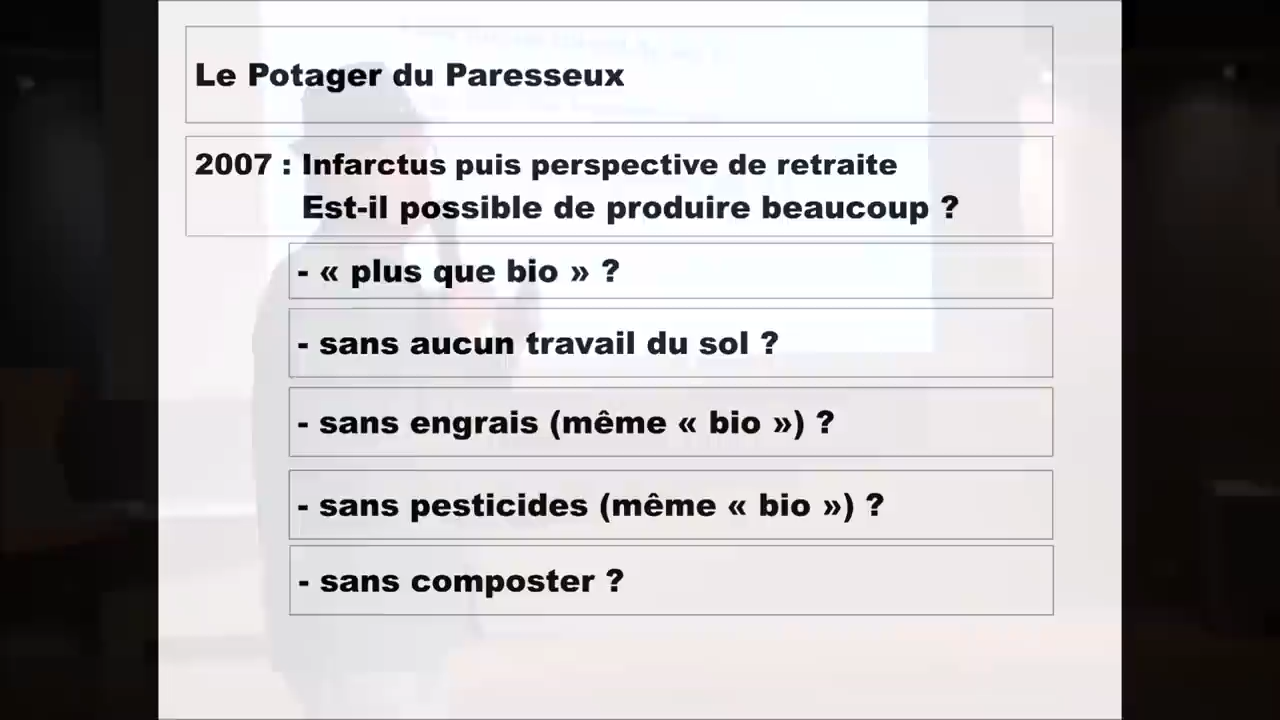 Le Potager du Paresseux
2007 : Infarctus puis perspective de retraite
Est-il possible de produire beaucoup ?
- « plus que bio » ?
- sans aucun travail du sol ?
- sans engrais (même « bio ») ?
- sans pesticides (même « bio ») ?
- sans composter ?